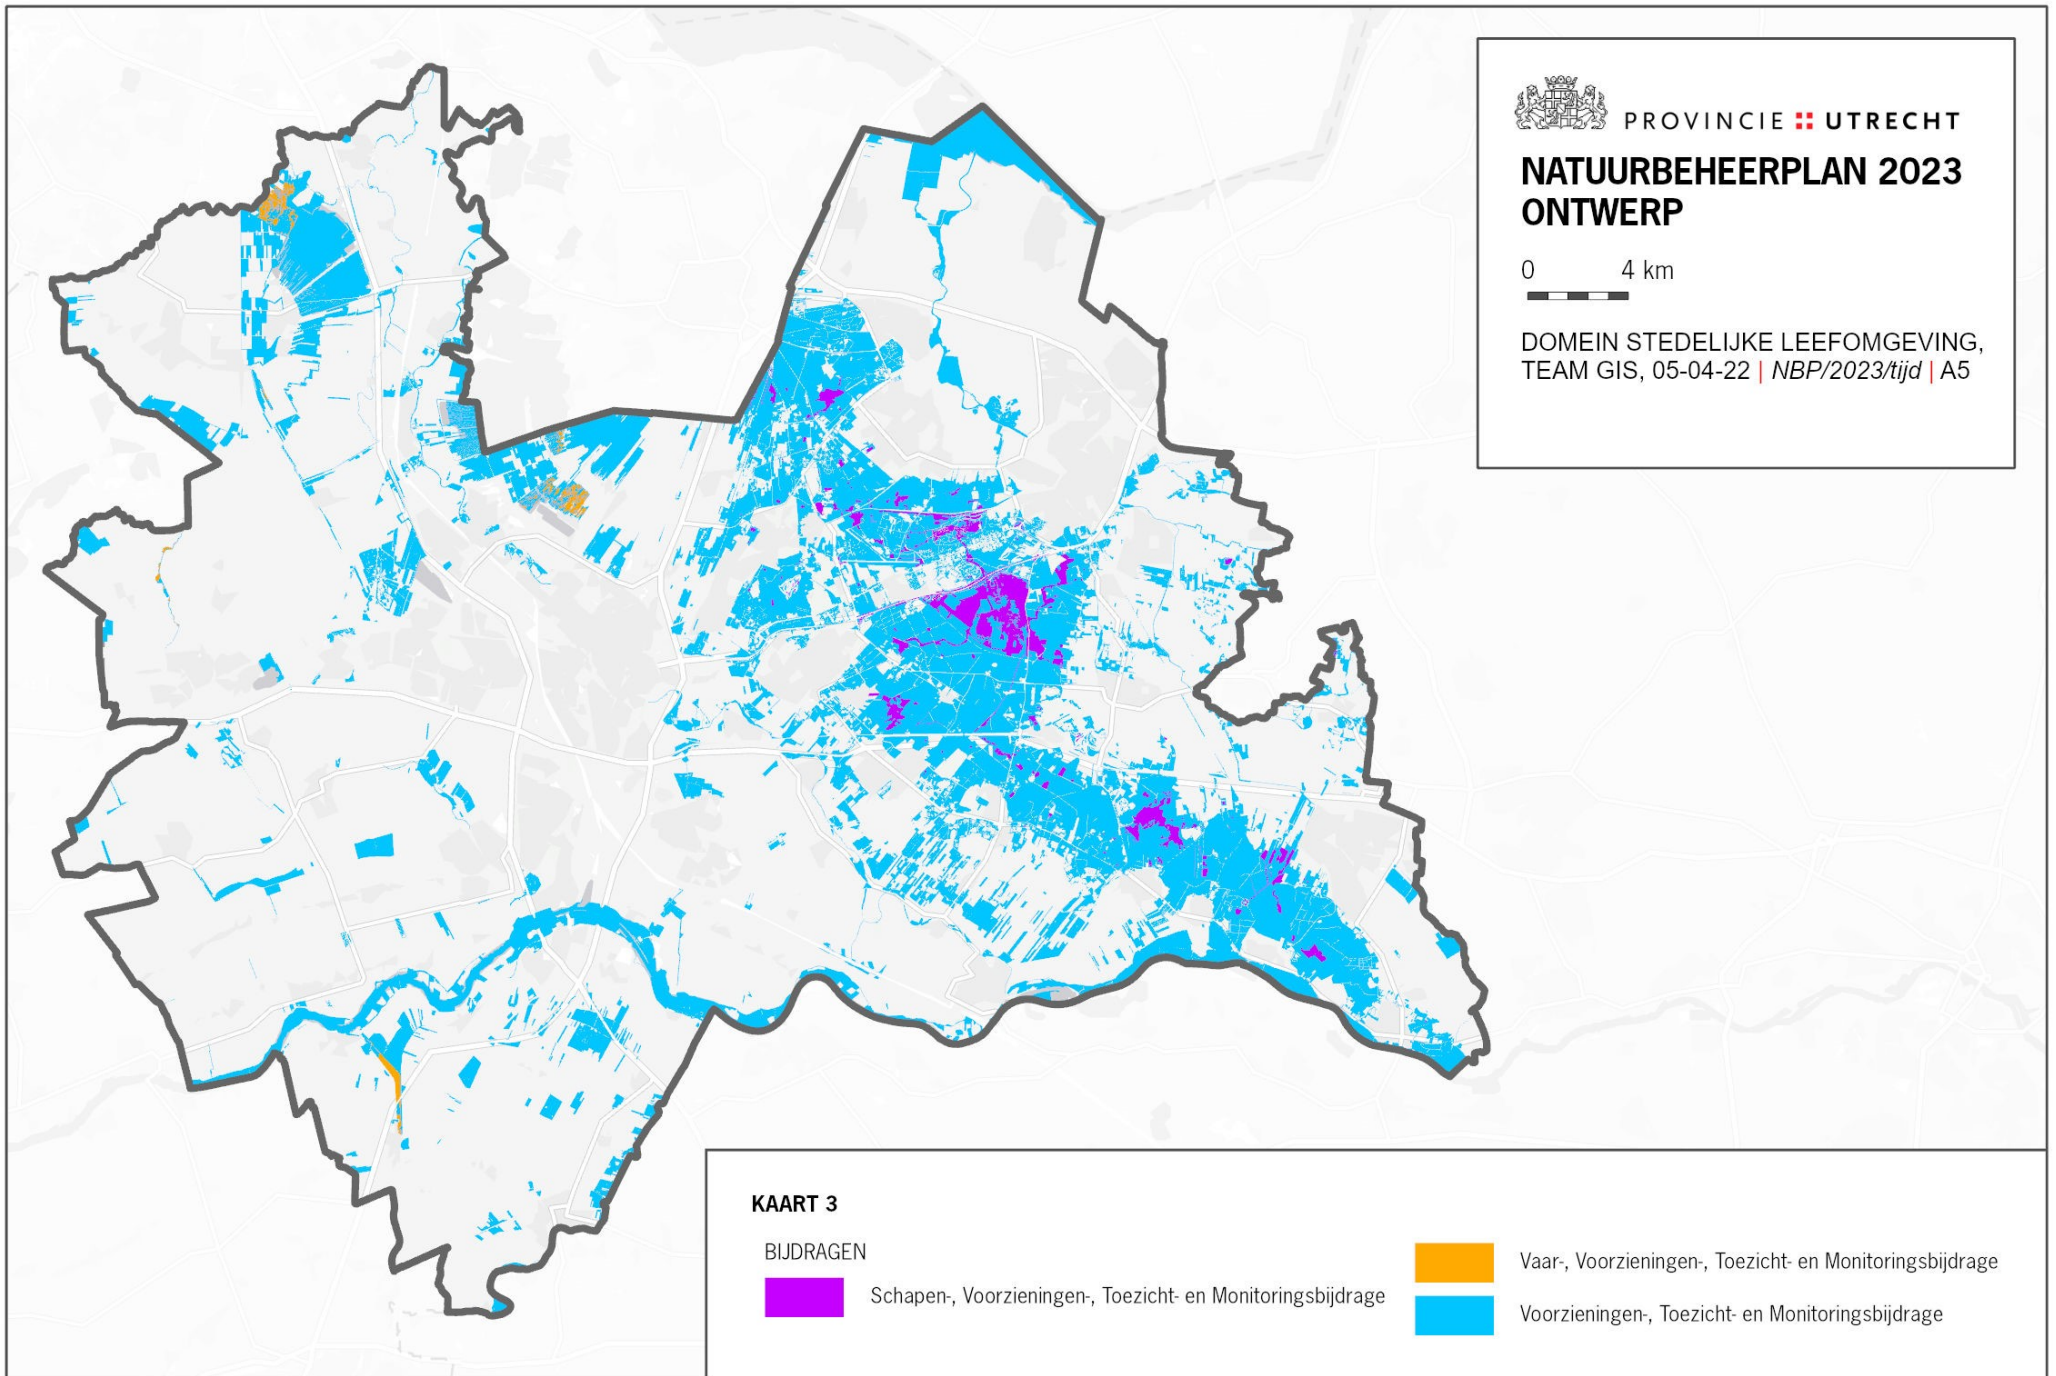 PROVINCIE :: UTRECHT
NATUURBEHEERPLAN 2023
ONTWERP
0 4 km
DOMEIN STEDELIJKE LEEFOMGEVING,
TEAM GIS, 05-04-22 | NBP/2023/tijd | A5
KAART 3
BIJDRAGEN
Schapen-, Voorzieningen-, Toezicht- en Monitoringsbijdrage
Vaar-, Voorzieningen-, Toezicht- en Monitoringsbijdrage
Voorzieningen-, Toezicht- en Monitoringsbijdrage